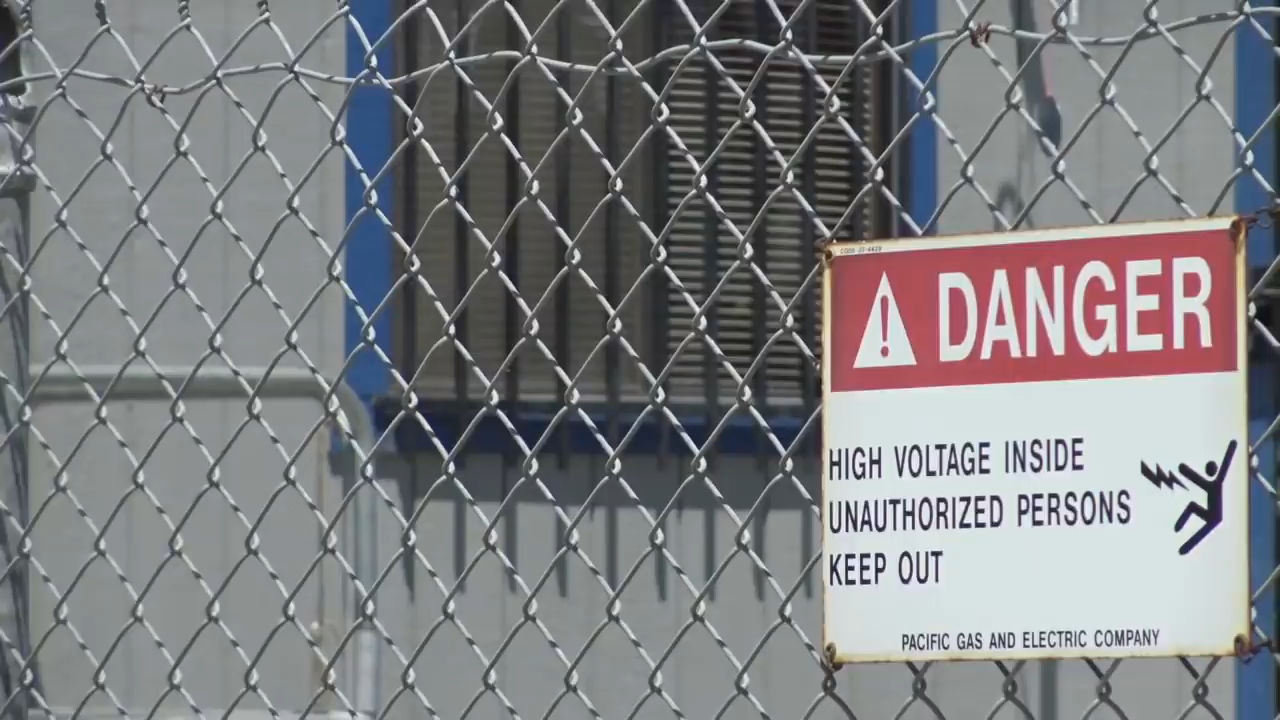 DANGER
HIGH VOLTAGE INSIDE
UNAUTHORIZED PERSONS
KEEP OUT
PACIFIC GAS AND ELECTRIC COMPANY